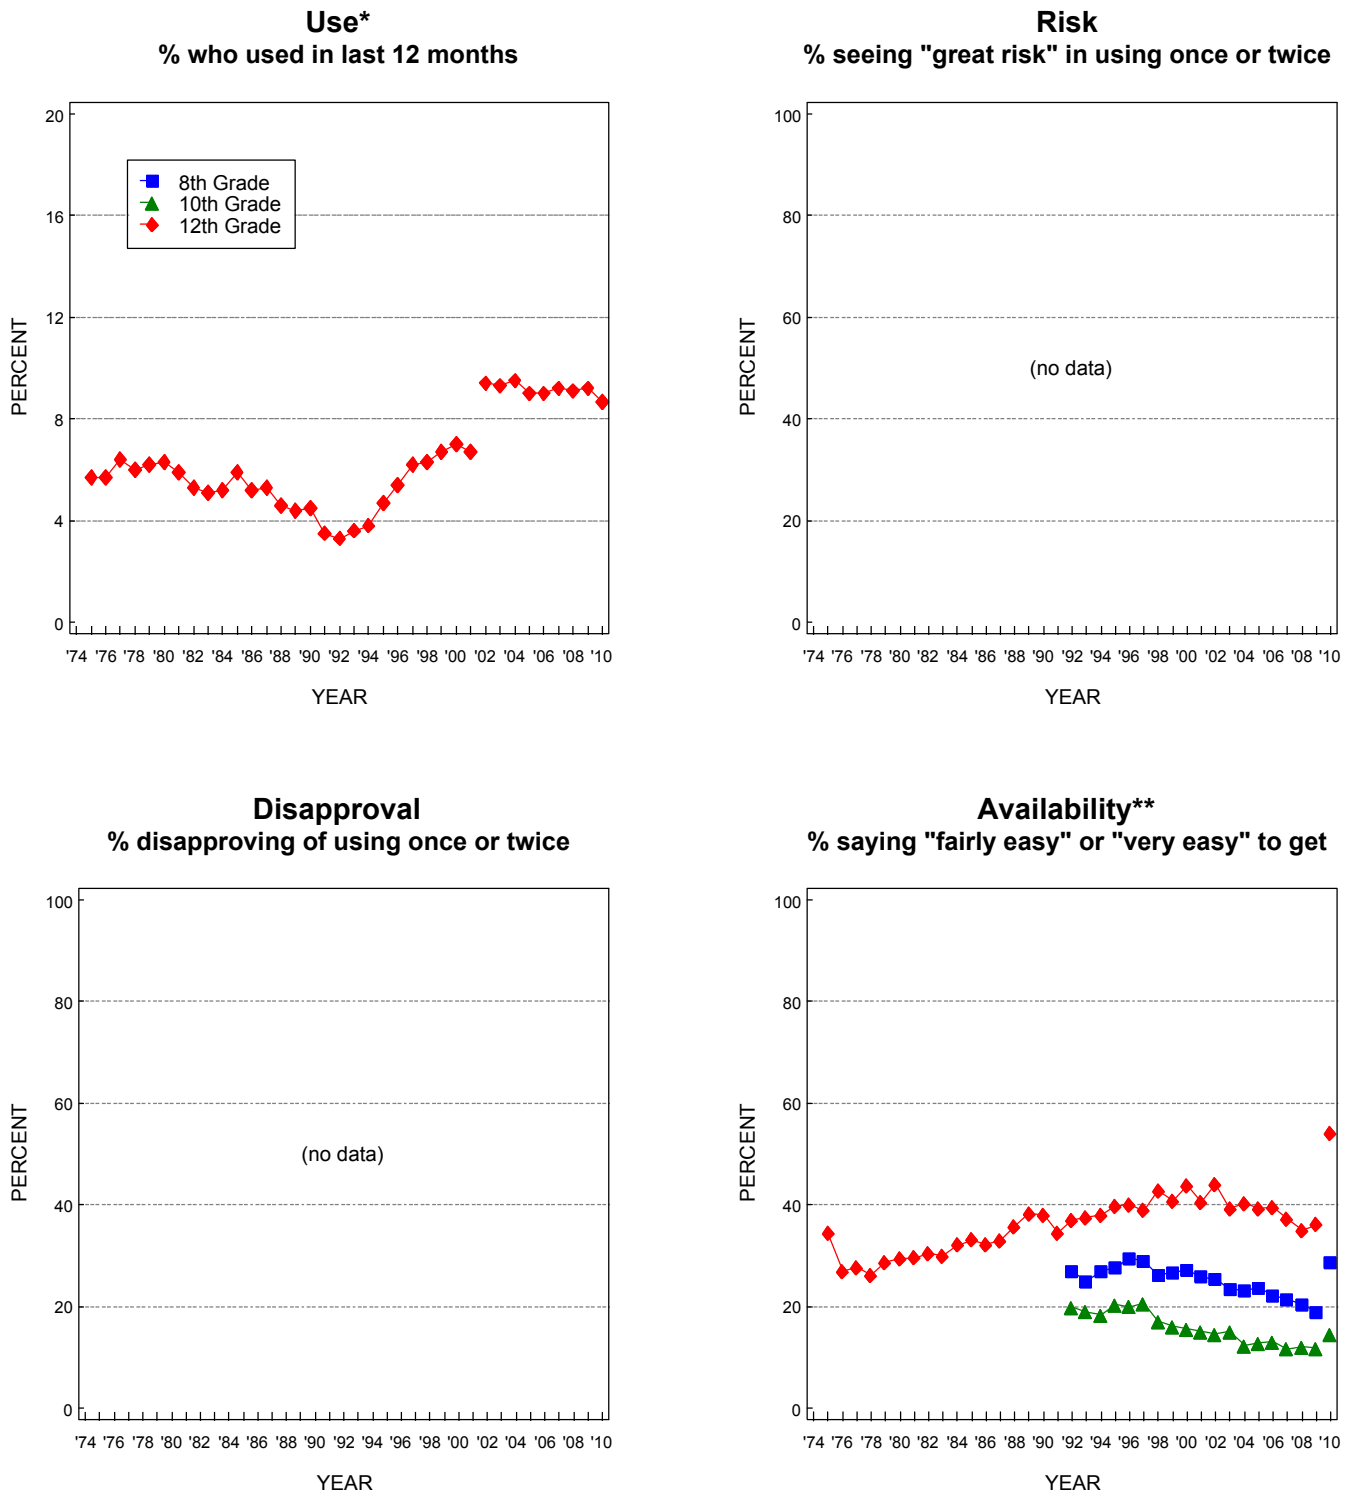 Use*
% who used in last 12 months
20
16
12
8
4
0
PERCENT
8th Grade
10th Grade
12th Grade
'74 '76 '78 '80 '82 '84 '86 '88 '90 '92 '94 '96 '98 '00 '02 '04 '06 '08 '10
YEAR
Risk
% seeing "great risk" in using once or twice
100
80
60
40
20
0
PERCENT
(no data)
'74 '76 '78 '80 '82 '84 '86 '88 '90 '92 '94 '96 '98 '00 '02 '04 '06 '08 '10
YEAR
Disapproval
% disapproving of using once or twice
100
80
60
40
20
0
PERCENT
(no data)
'74 '76 '78 '80 '82 '84 '86 '88 '90 '92 '94 '96 '98 '00 '02 '04 '06 '08 '10
YEAR
Availability**
% saying "fairly easy" or "very easy" to get
100
80
60
40
20
0
PERCENT
'74 '76 '78 '80 '82 '84 '86 '88 '90 '92 '94 '96 '98 '00 '02 '04 '06 '08 '10
YEAR